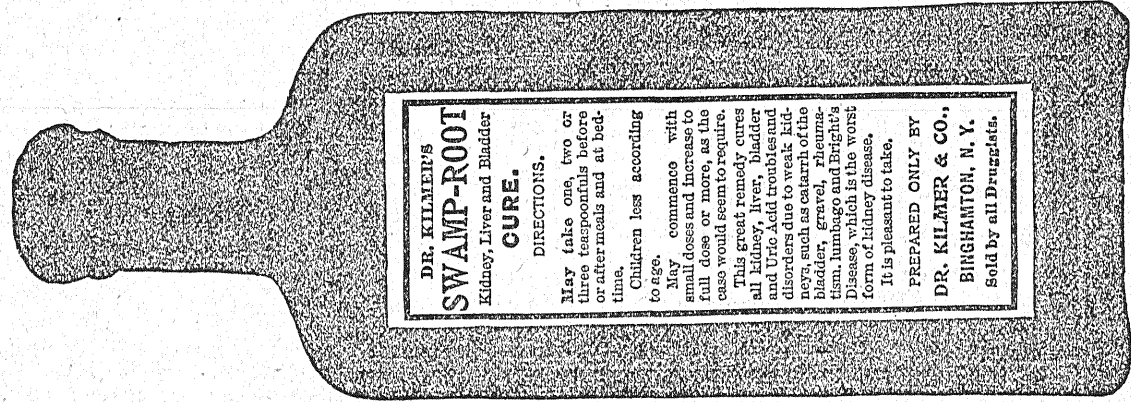 DR. KILMER'S
SWAMP-ROOT
Kidney, Liver and Bladder
CURE.
DIRECTIONS.
May take one, two or
three teaspoonfuls before
or after meals and at bed-
time.
Children less according
to age.
May commence with
small doses and increase to
full dose or more, as the
case would seem to require.
This great remedy cures
all kidney, liver, bladder
and Uric Acid troubles and
disorders due to weak kid-
neys, such as catarrh of the
bladder, gravel, rheuma-
tism, lumbago and Bright's
Disease, which is the worst
form of kidney disease.
It is pleasant to take.
PREPARED ONLY BY
DR. KILMER & CO.,
BINGHAMTON, N. Y.
Sold by all Druggists.